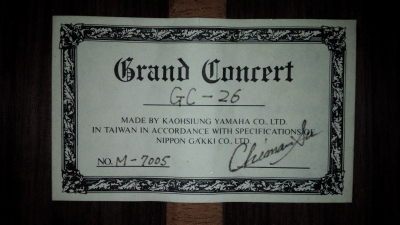 Grand Concert
GC-26
MADE BY KAOHSIUNG YAMAHA CO. LTD.
IN TAIWAN IN ACCORDANCE WITH SPECIFICATIONS OF
NIPPON GAKKI CO. LTD.
NO. M-7005